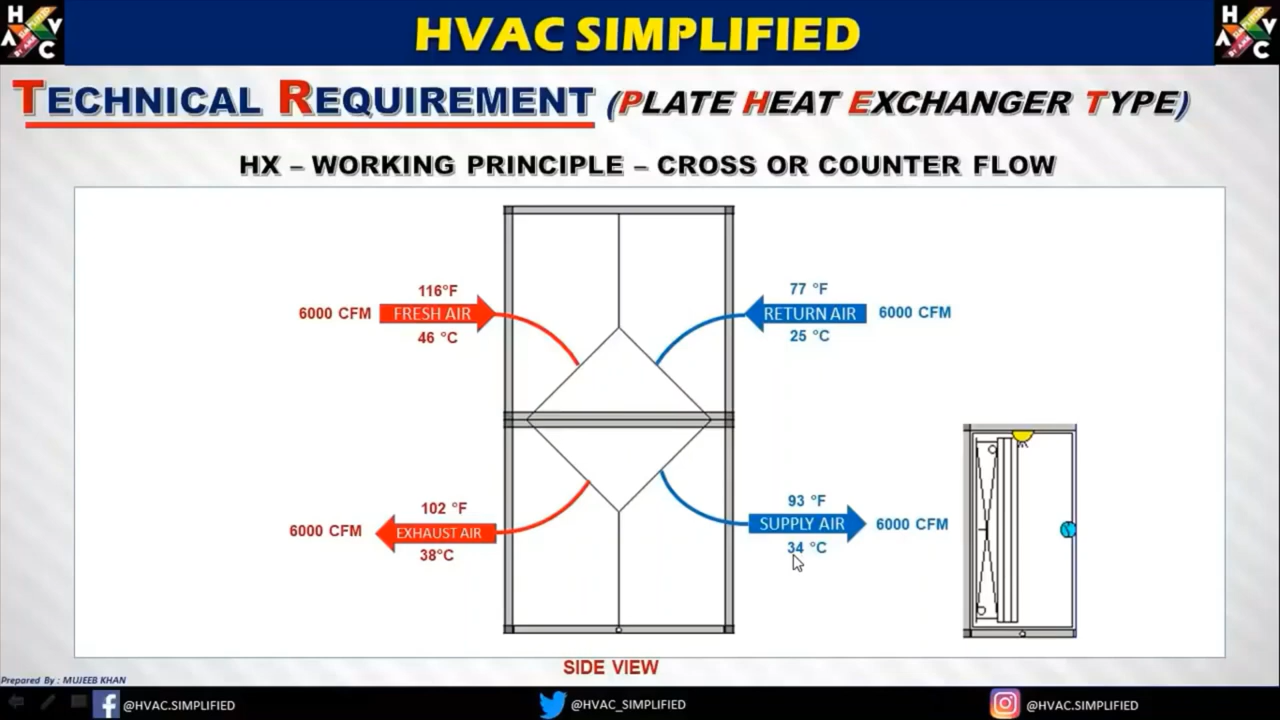 HVAC SIMPLIFIED
TECHNICAL REQUIREMENT (PLATE HEAT EXCHANGER TYPE)
HX – WORKING PRINCIPLE – CROSS OR COUNTER FLOW
116°F
6000 CFM FRESH AIR
46 °C
77 °F
RETURN AIR 6000 CFM
25 °C
102 °F
6000 CFM EXHAUST AIR
38°C
93 °F
SUPPLY AIR 6000 CFM
34 °C
SIDE VIEW
Prepared By : MUJEEB KHAN
@HVAC.SIMPLIFIED
@HVAC_SIMPLIFIED
@HVAC.SIMPLIFIED